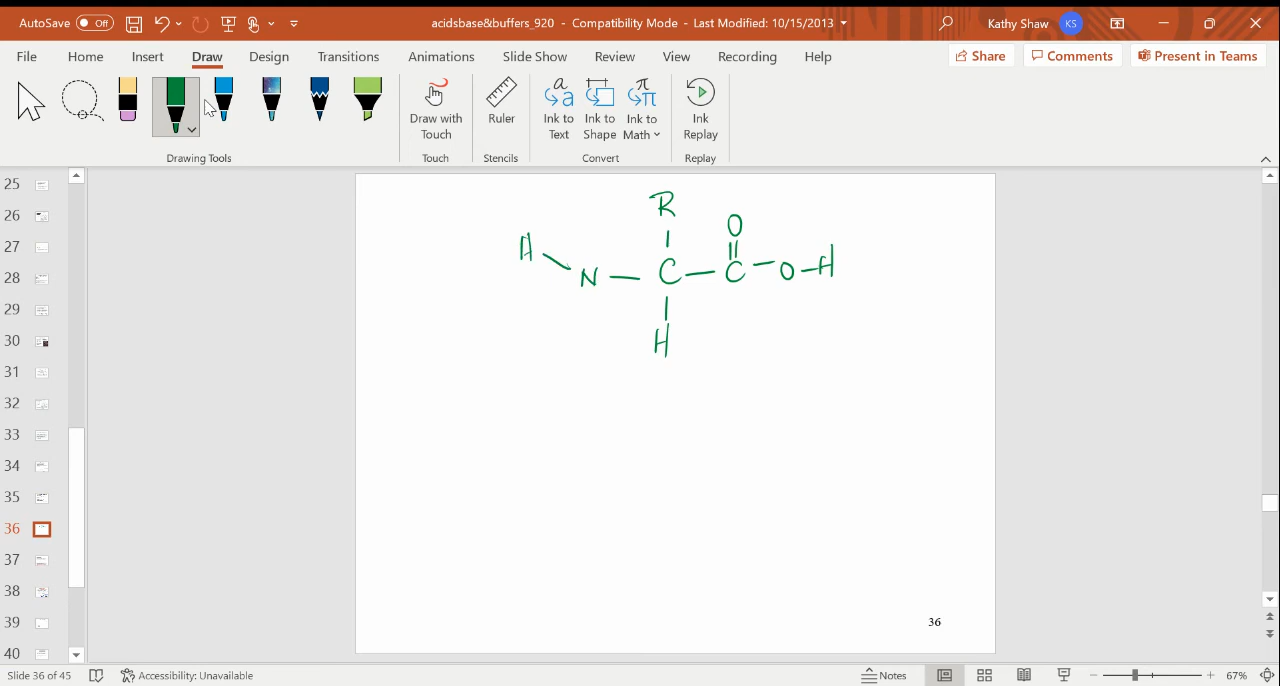 AutoSave Off acidsbase&buffers_920 - Compatibility Mode - Last Modified: 10/15/2013 Kathy Shaw KS
File Home Insert Draw Design Transitions Animations Slide Show Review View Recording Help Share Comments Present in Teams
Draw with Touch
Ruler
Ink to Text
Ink to Shape
Ink to Math
Ink Replay
Drawing Tools Touch Stencils Convert Replay
25
26
27
28
29
30
31
32
33
34
35
36
37
38
39
40
R
O
H N C C O H
H
36
Slide 36 of 45 Accessibility: Unavailable Notes 67%